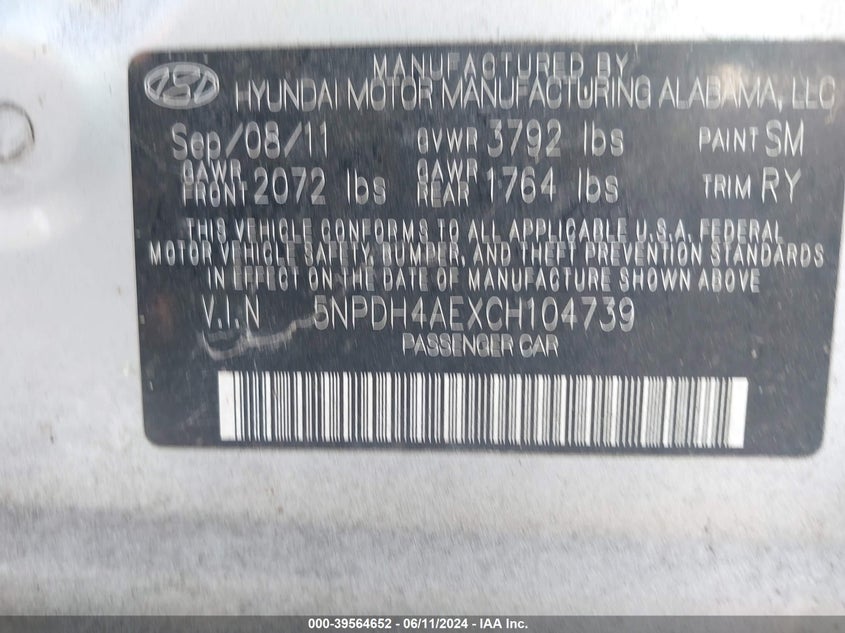 MANUFACTURED BY
HYUNDAI MOTOR MANUFACTURING ALABAMA, LLC
Sep/08/11 GVWR 3792 lbs PAINT SM
GAWR FRONT 2072 lbs GAWR REAR 1764 lbs TRIM RY
THIS VEHICLE CONFORMS TO ALL APPLICABLE U.S.A. FEDERAL
MOTOR VEHICLE SAFETY, BUMPER, AND THEFT PREVENTION STANDARDS
IN EFFECT ON THE DATE OF MANUFACTURE SHOWN ABOVE
V.I.N 5NPDH4AEXCH104739
PASSENGER CAR
000-39564652 - 06/11/2024 - IAA Inc.